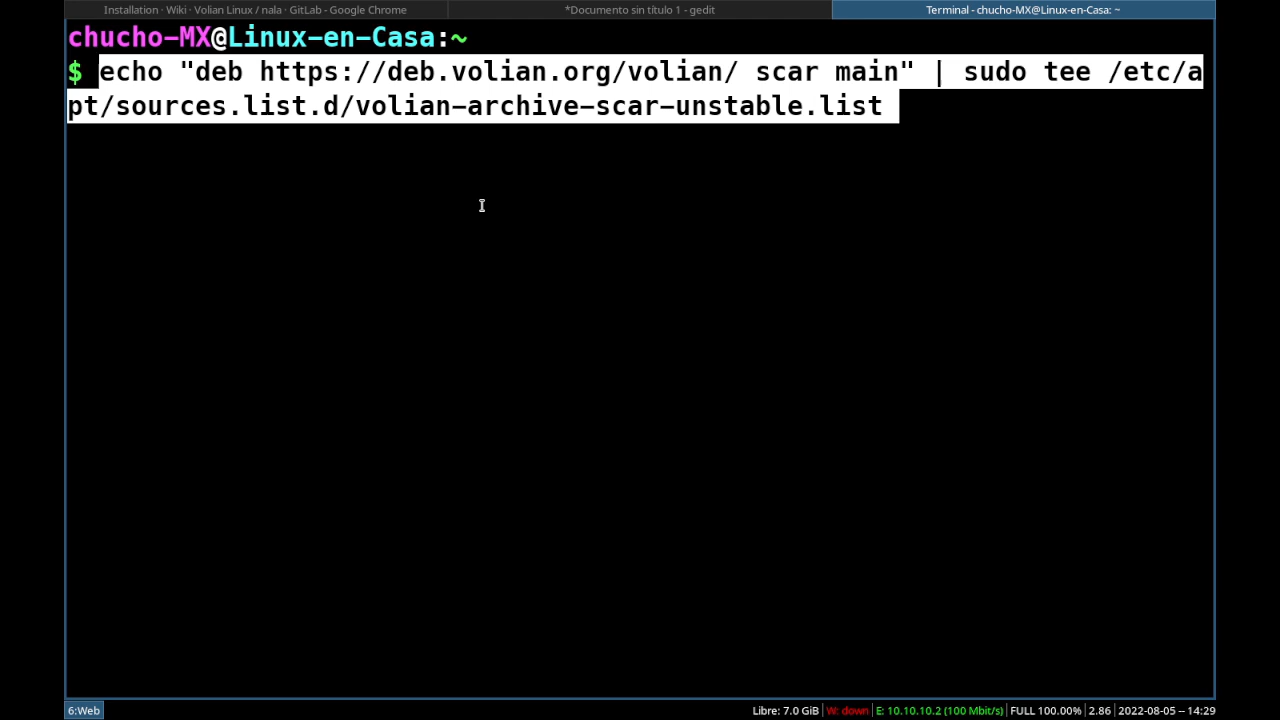 Installation · Wiki · Volian Linux / nala · GitLab - Google Chrome
*Documento sin título 1 - gedit
Terminal - chucho-MX@Linux-en-Casa: ~
chucho-MX@Linux-en-Casa:~
$ echo "deb https://deb.volian.org/volian/ scar main" | sudo tee /etc/a
pt/sources.list.d/volian-archive-scar-unstable.list
6:Web
Libre: 7.0 GiB | W: down | E: 10.10.10.2 (100 Mbit/s) | FULL 100.00% | 2.86 | 2022-08-05 -- 14:29